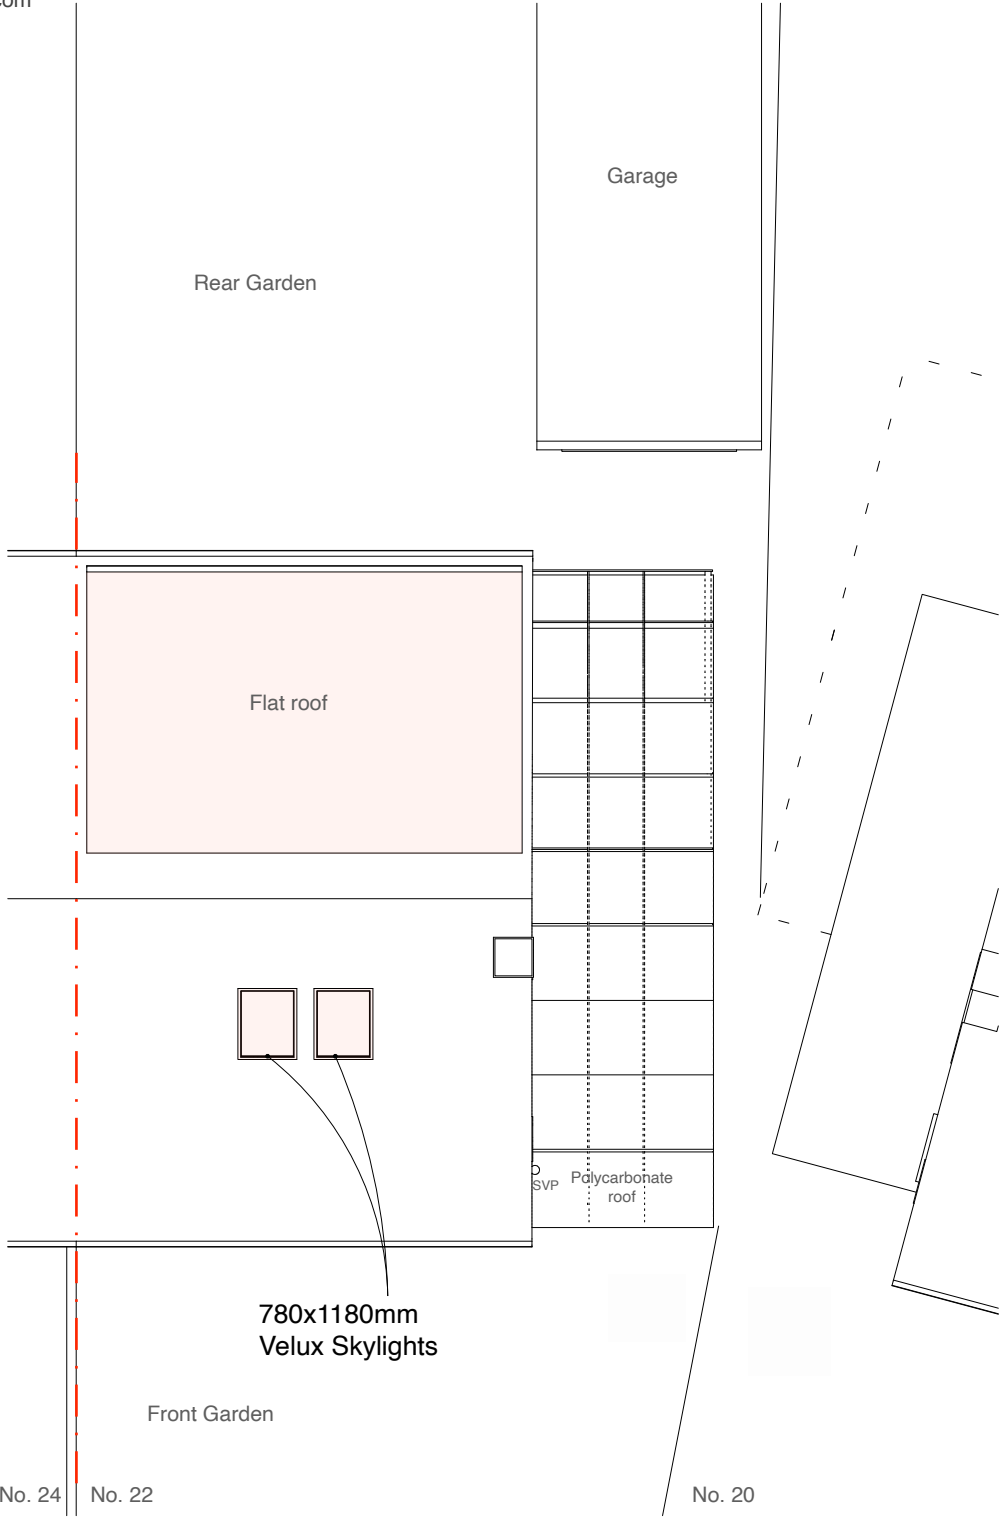 com
Garage
Rear Garden
Flat roof
SVP
Polycarbonate
roof
780x1180mm
Velux Skylights
Front Garden
No. 24
No. 22
No. 20